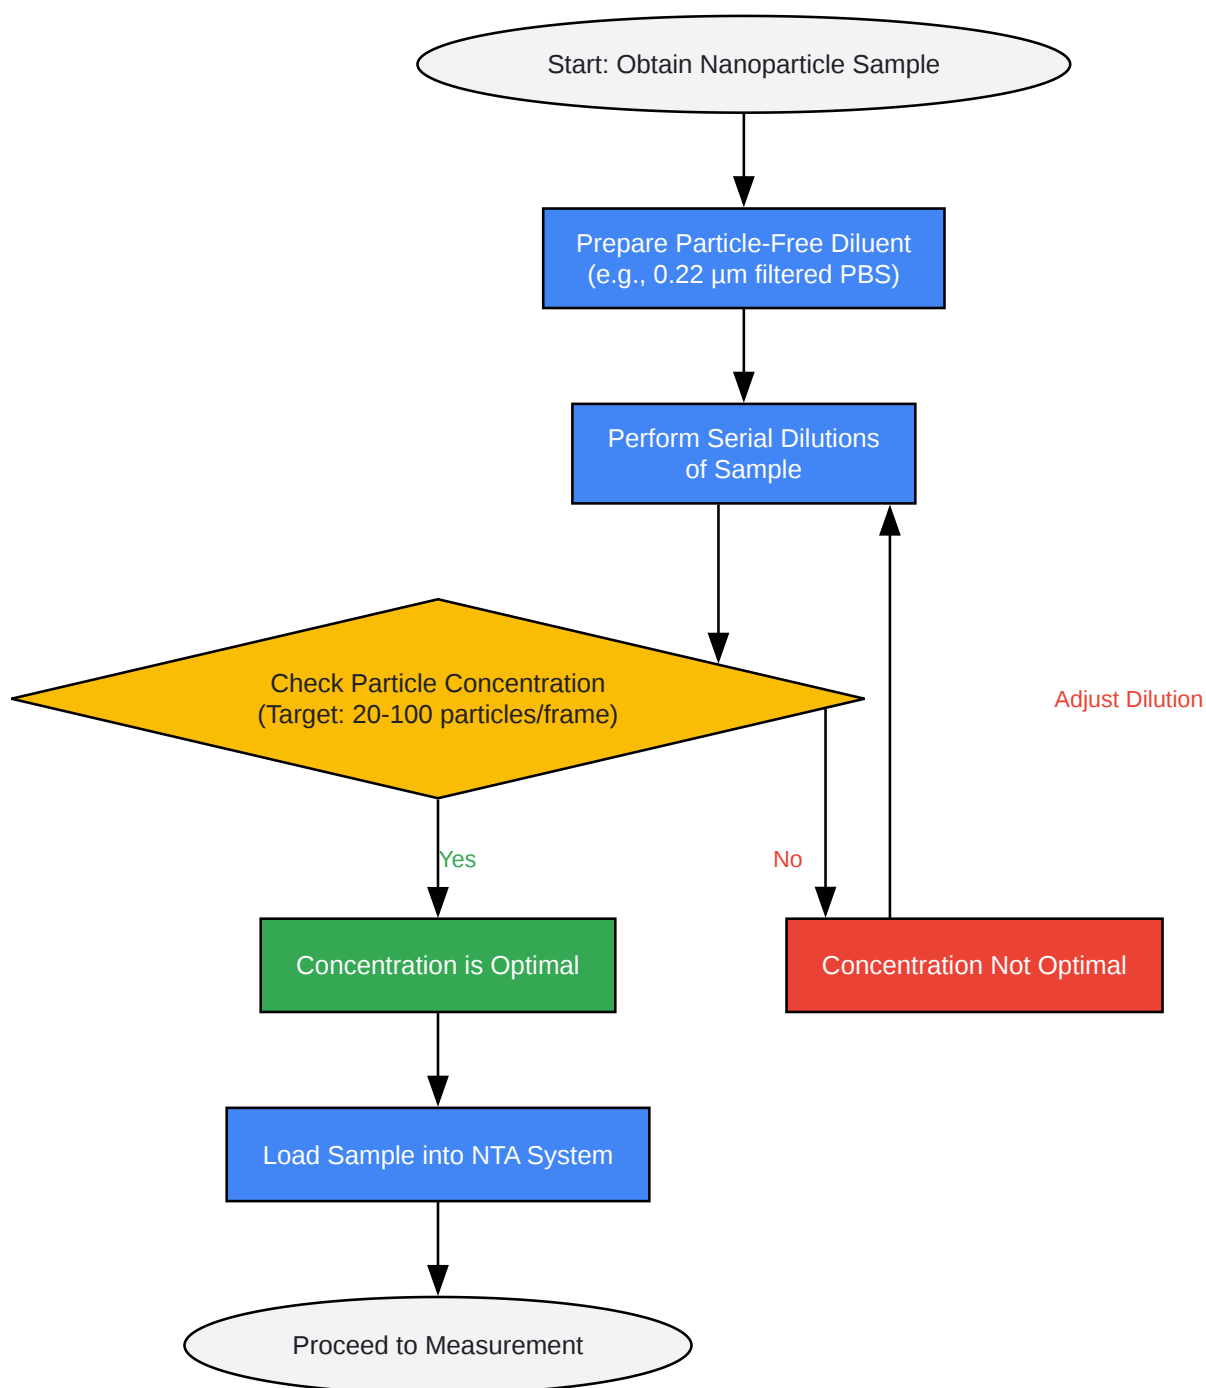 Start: Obtain Nanoparticle Sample
Prepare Particle-Free Diluent
(e.g., 0.22 µm filtered PBS)
Perform Serial Dilutions
of Sample
Check Particle Concentration
(Target: 20-100 particles/frame)
Adjust Dilution
Yes
No
Concentration is Optimal
Concentration Not Optimal
Load Sample into NTA System
Proceed to Measurement